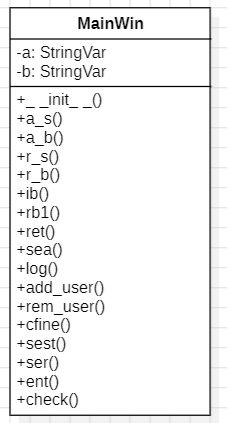 MainWin
-a: StringVar
-b: StringVar
+_ _init_ _()
+a_s()
+a_b()
+r_s()
+r_b()
+ib()
+rb1()
+ret()
+sea()
+log()
+add_user()
+rem_user()
+cfine()
+sest()
+ser()
+ent()
+check()